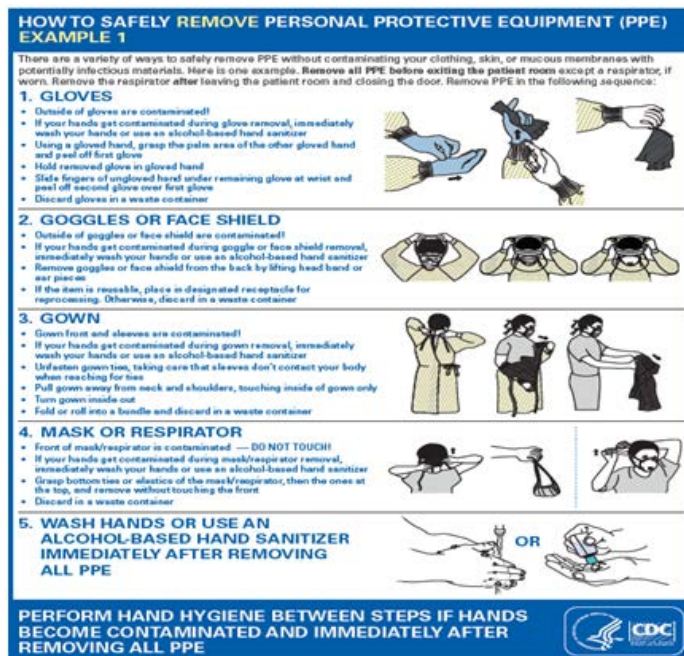 HOW TO SAFELY REMOVE PERSONAL PROTECTIVE EQUIPMENT (PPE)
EXAMPLE 1
There are a variety of ways to safely remove PPE without contaminating your clothing, skin, or mucous membranes with
potentially infectious materials. Here is one example. Remove all PPE before exiting the patient room except a respirator, if
worn. Remove the respirator after leaving the patient room and closing the door. Remove PPE in the following sequence:
1. GLOVES
• Outside of gloves are contaminated!
• If your hands get contaminated during glove removal, immediately
wash your hands or use an alcohol-based hand sanitizer
• Using a gloved hand, grasp the palm area of the other gloved hand
and peel off first glove
• Hold removed glove in gloved hand
• Slide fingers of ungloved hand under remaining glove at wrist and
peel off second glove over first glove
• Discard gloves in a waste container
2. GOGGLES OR FACE SHIELD
• Outside of goggles or face shield are contaminated!
• If your hands get contaminated during goggle or face shield removal,
immediately wash your hands or use an alcohol-based hand sanitizer
• Remove goggles or face shield from the back by lifting head band or
ear pieces
• If the item is reusable, place in designated receptacle for
reprocessing. Otherwise, discard in a waste container
3. GOWN
• Gown front and sleeves are contaminated!
• If your hands get contaminated during gown removal, immediately
wash your hands or use an alcohol-based hand sanitizer
• Unfasten gown ties, taking care that sleeves don't contact your body
when reaching for ties
• Pull gown away from neck and shoulders, touching inside of gown only
• Turn gown inside out
• Fold or roll into a bundle and discard in a waste container
4. MASK OR RESPIRATOR
• Front of mask/respirator is contaminated — DO NOT TOUCH!
• If your hands get contaminated during mask/respirator removal,
immediately wash your hands or use an alcohol-based hand sanitizer
• Grasp bottom ties or elastics of the mask/respirator, then the ones at
the top, and remove without touching the front
• Discard in a waste container
5. WASH HANDS OR USE AN
ALCOHOL-BASED HAND SANITIZER
IMMEDIATELY AFTER REMOVING
ALL PPE
OR
PERFORM HAND HYGIENE BETWEEN STEPS IF HANDS
BECOME CONTAMINATED AND IMMEDIATELY AFTER
REMOVING ALL PPE
CDC